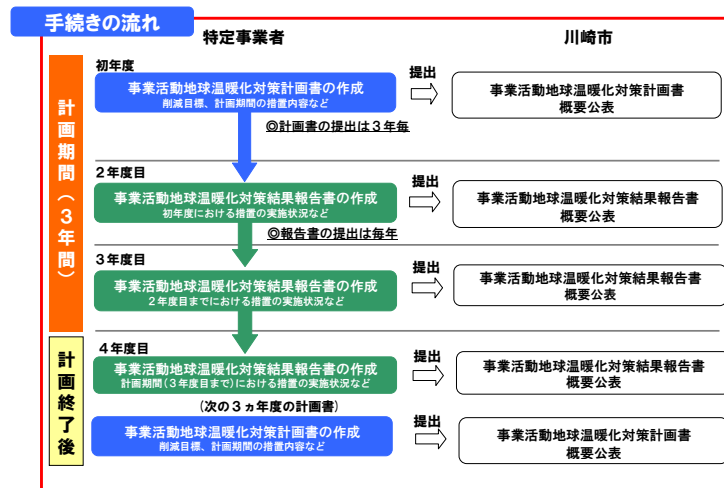 手続きの流れ
特定事業者
川崎市
計画期間（３年間）
初年度
事業活動地球温暖化対策計画書の作成
削減目標、計画期間の措置内容など
提出
事業活動地球温暖化対策計画書
概要公表
◎計画書の提出は３年毎
２年度目
事業活動地球温暖化対策結果報告書の作成
初年度における措置の実施状況など
提出
事業活動地球温暖化対策結果報告書
概要公表
◎報告書の提出は毎年
３年度目
事業活動地球温暖化対策結果報告書の作成
２年度目までにおける措置の実施状況など
提出
事業活動地球温暖化対策結果報告書
概要公表
計画終了後
４年度目
事業活動地球温暖化対策結果報告書の作成
計画期間（３年度目まで）における措置の実施状況など
提出
事業活動地球温暖化対策結果報告書
概要公表
（次の３ヵ年度の計画書）
事業活動地球温暖化対策計画書の作成
削減目標、計画期間の措置内容など
提出
事業活動地球温暖化対策計画書
概要公表